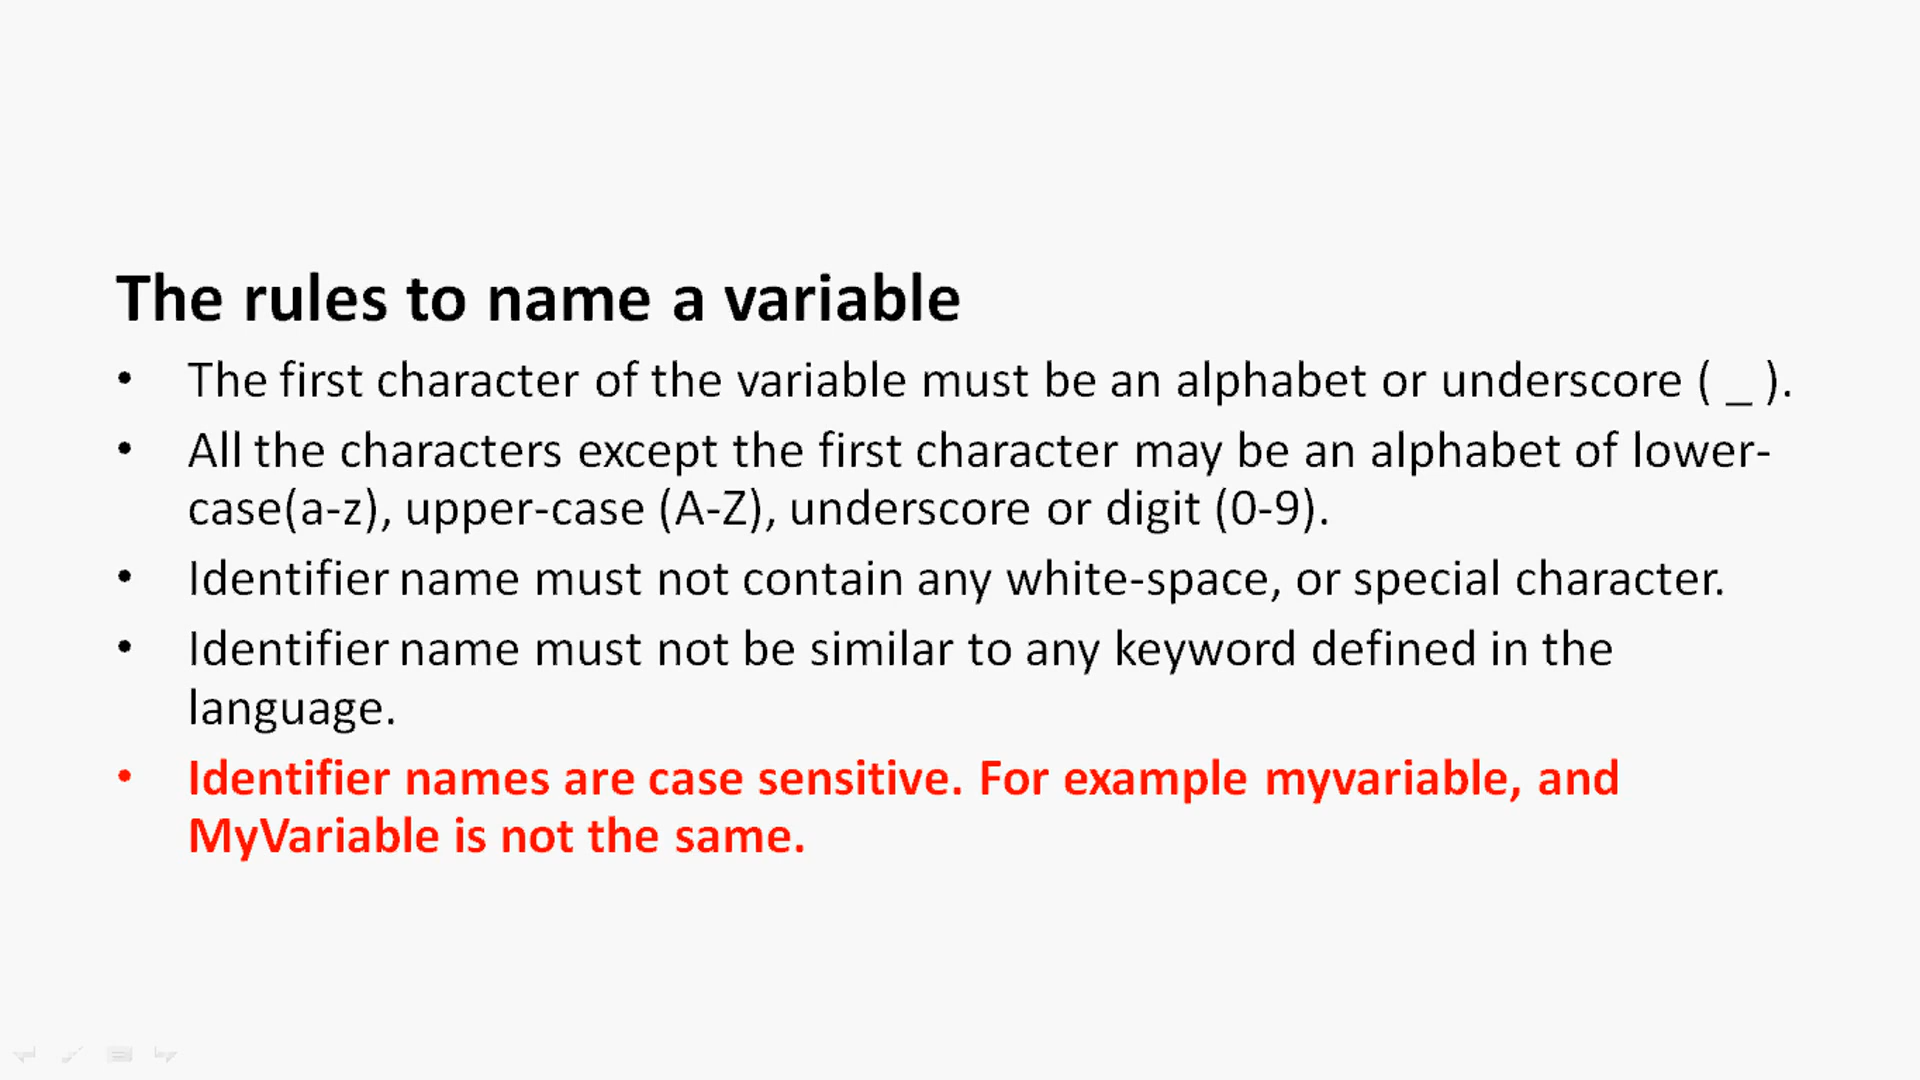 The rules to name a variable
• The first character of the variable must be an alphabet or underscore ( _ ).
• All the characters except the first character may be an alphabet of lower-
case(a-z), upper-case (A-Z), underscore or digit (0-9).
• Identifier name must not contain any white-space, or special character.
• Identifier name must not be similar to any keyword defined in the
language.
• Identifier names are case sensitive. For example myvariable, and
MyVariable is not the same.